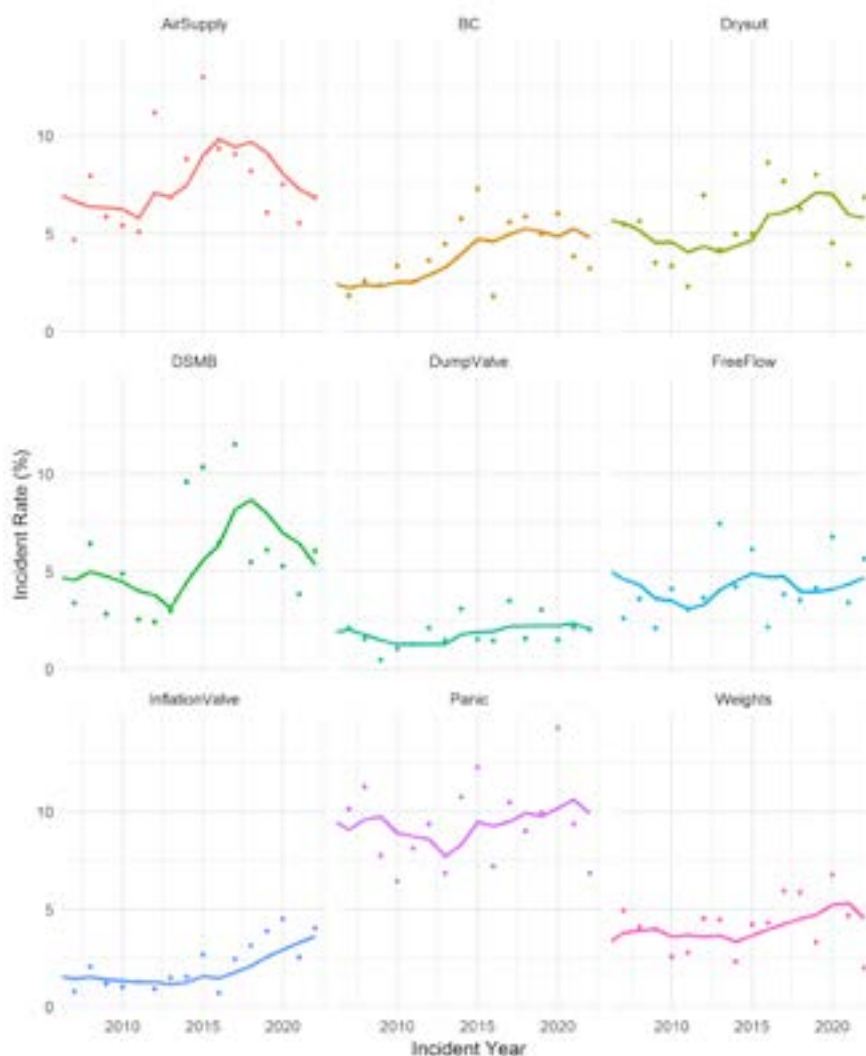 AirSupply BC Drysuit
10
5
0
DSMB DumpValve FreeFlow
10
5
0
Incident Rate (%)
InflationValve Panic Weights
10
5
0
2010 2015 2020 2010 2015 2020 2010 2015 2020
Incident Year